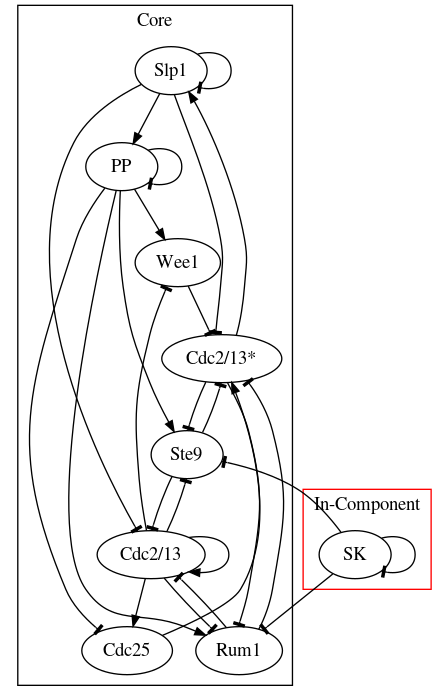 Core
Slp1
PP
Wee1
Cdc2/13*
Ste9
In-Component
Cdc2/13
SK
Cdc25
Rum1